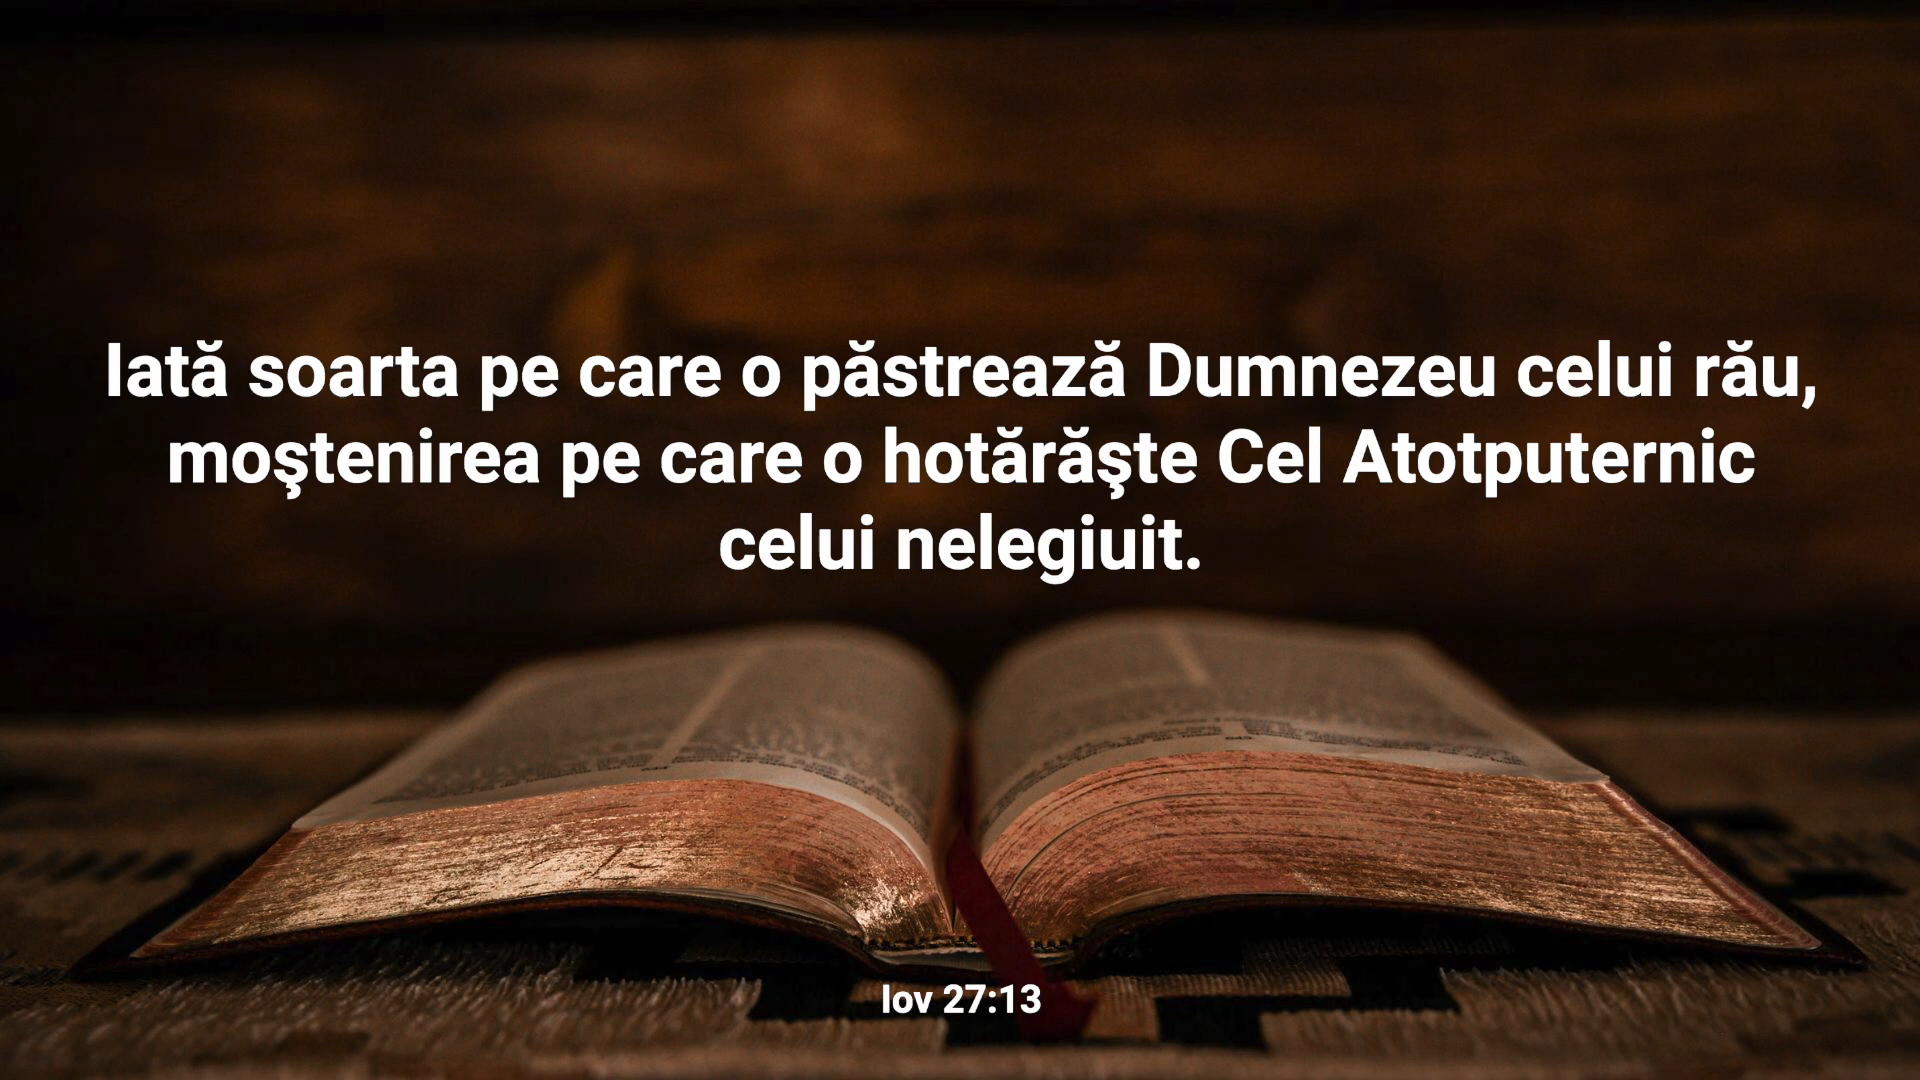 Iată soarta pe care o păstrează Dumnezeu celui rău,
moştenirea pe care o hotărăşte Cel Atotputernic
celui nelegiuit.
Iov 27:13